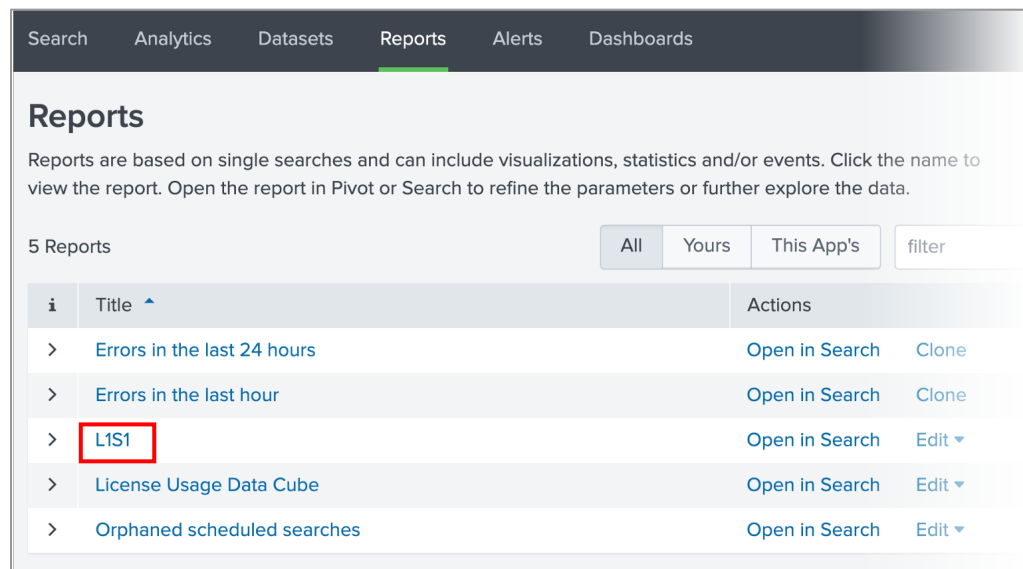 Search Analytics Datasets Reports Alerts Dashboards
Reports
Reports are based on single searches and can include visualizations, statistics and/or events. Click the name to
view the report. Open the report in Pivot or Search to refine the parameters or further explore the data.
5 Reports All Yours This App's filter
i Title Actions
Errors in the last 24 hours Open in Search Clone
Errors in the last hour Open in Search Clone
L1S1 Open in Search Edit
License Usage Data Cube Open in Search Edit
Orphaned scheduled searches Open in Search Edit